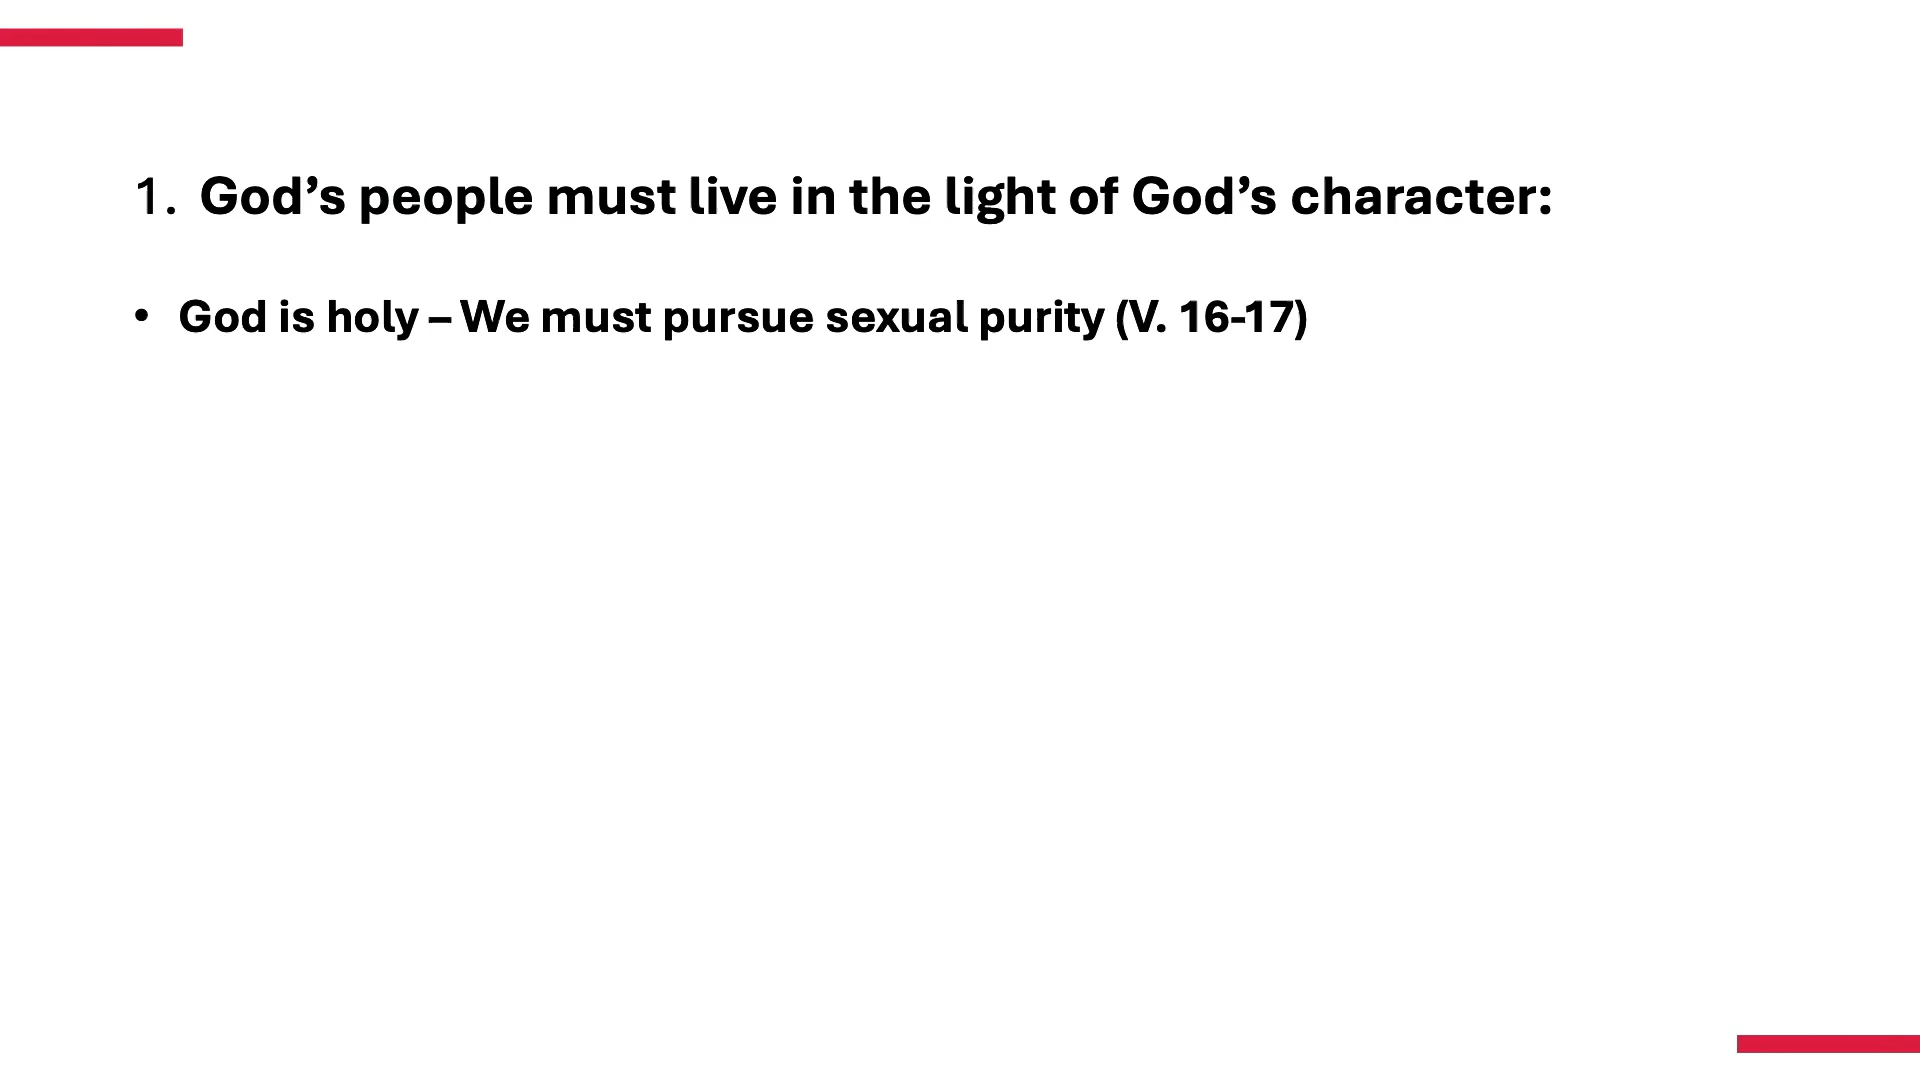 1. God’s people must live in the light of God’s character:
• God is holy – We must pursue sexual purity (V. 16-17)